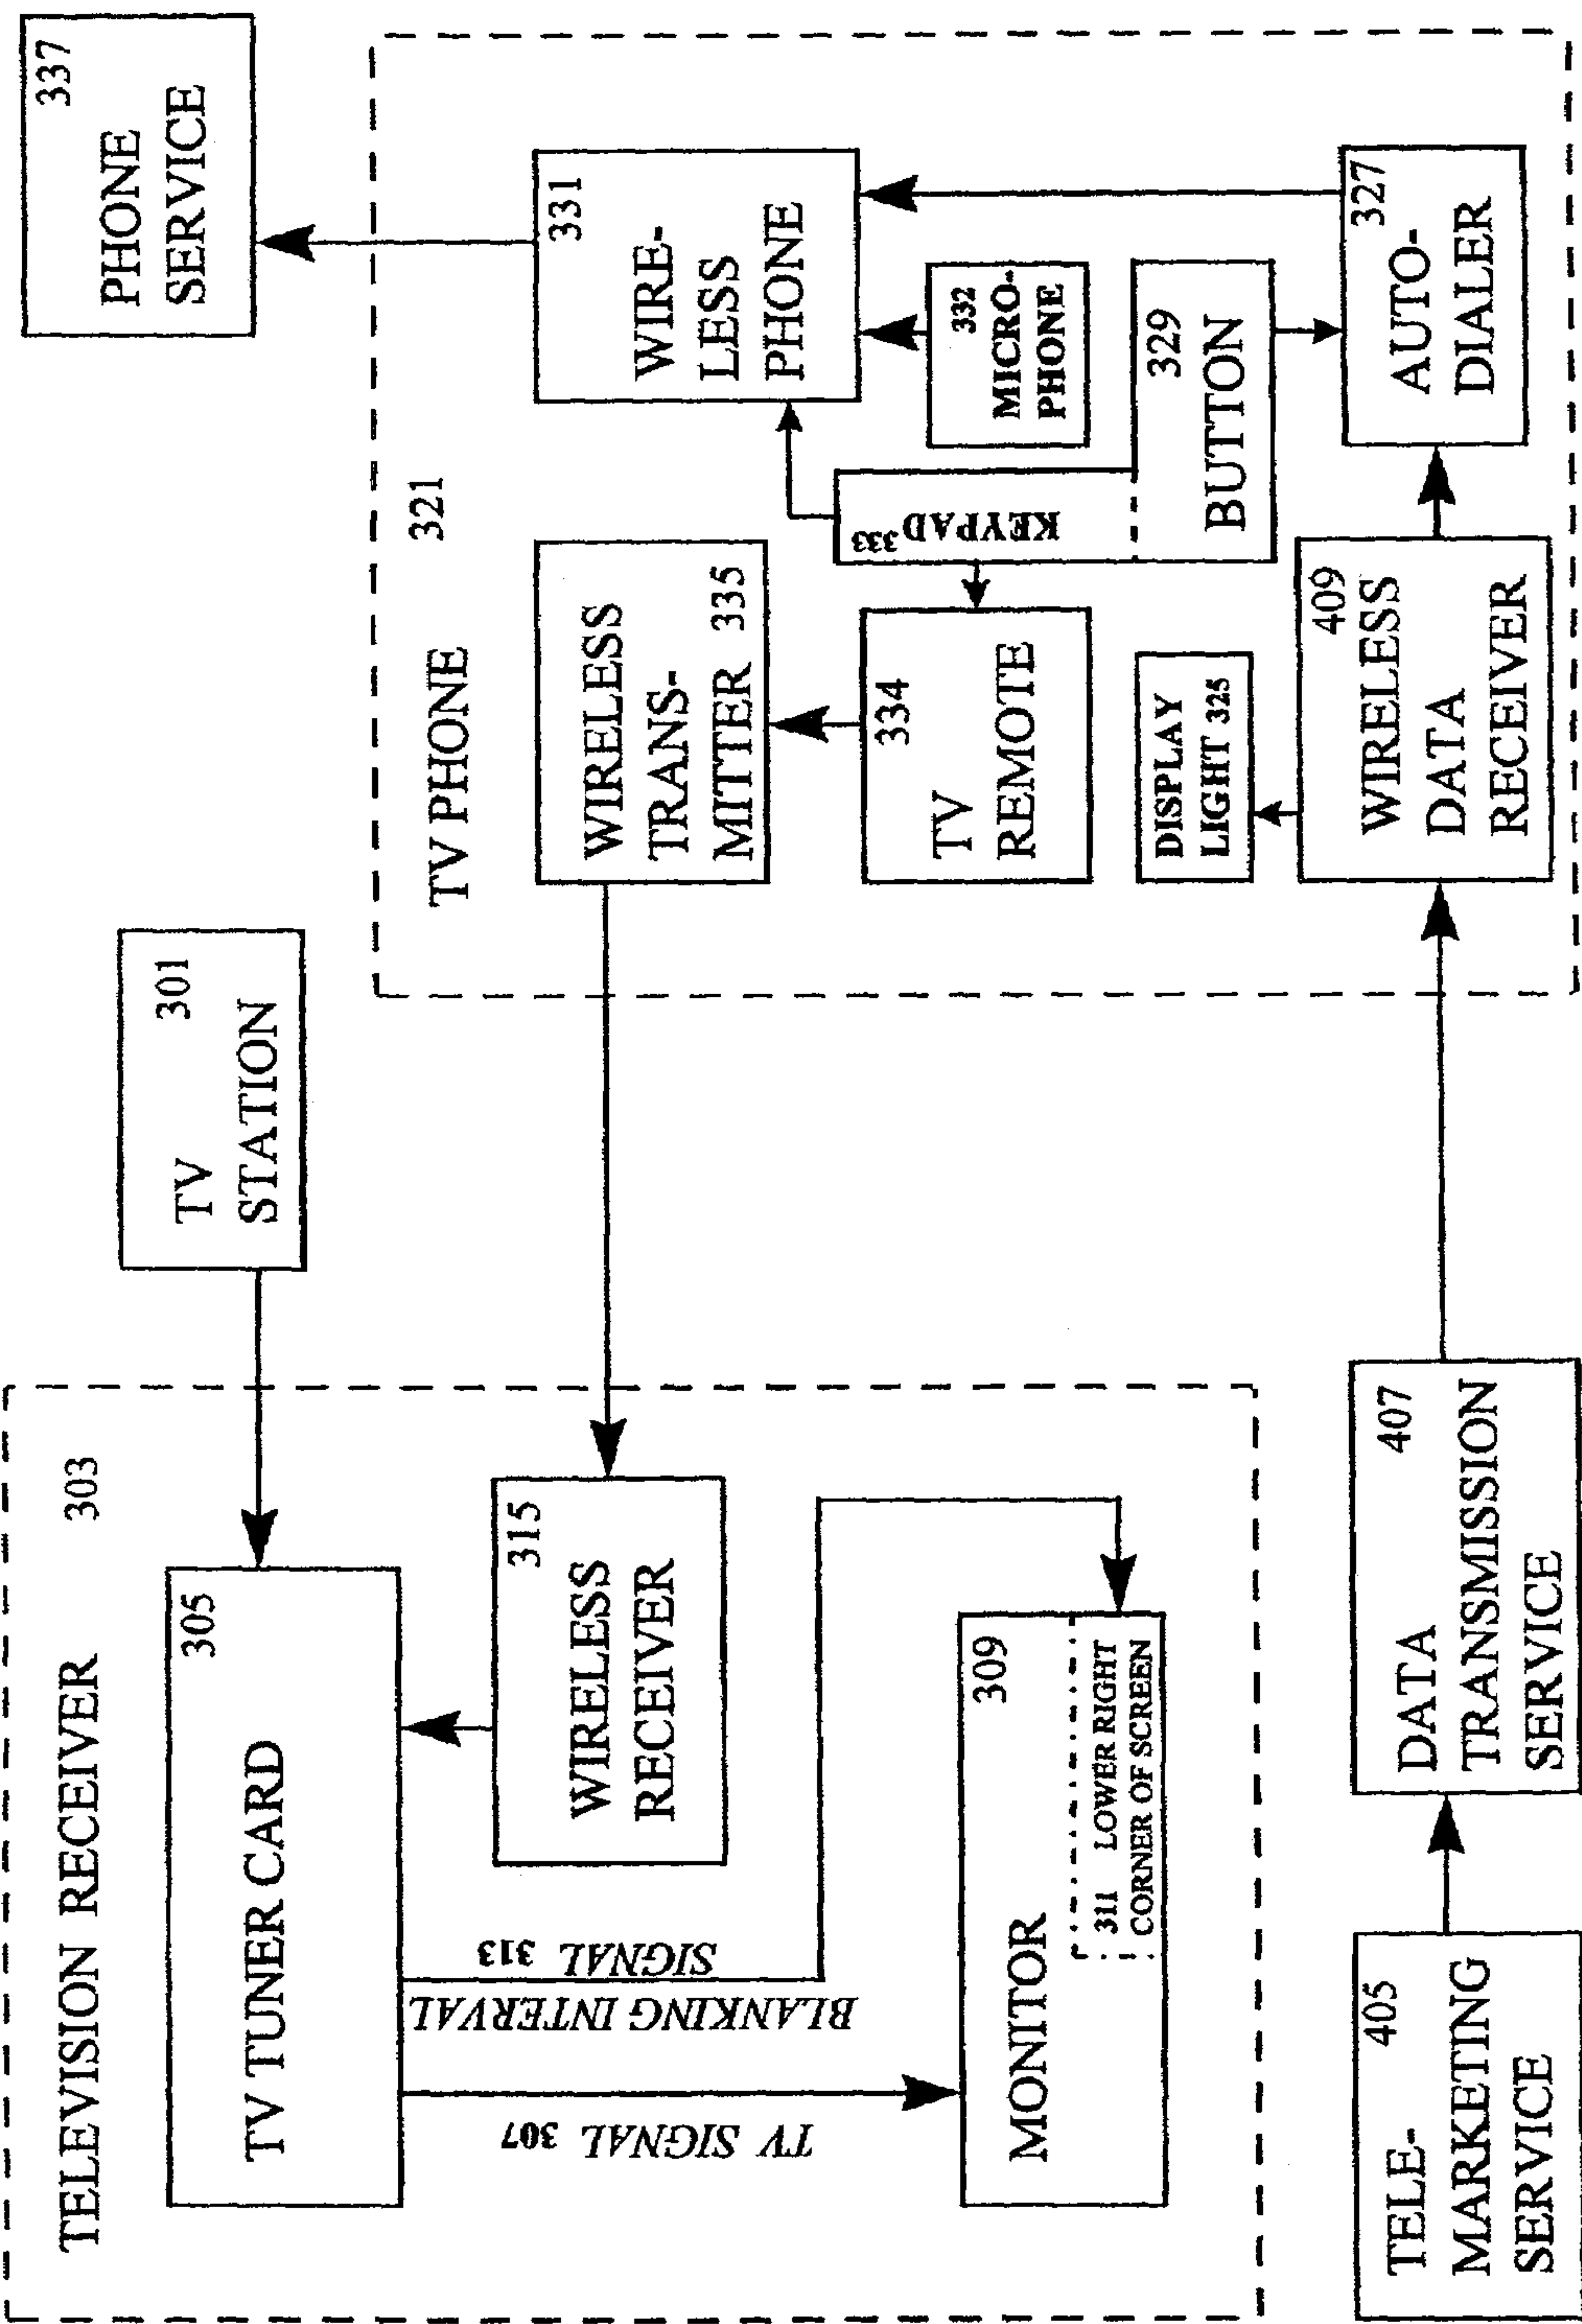 TELEVISION RECEIVER 303
305
TV TUNER CARD
TV SIGNAL 307
BLANKING INTERVAL
SIGNAL 313
315
WIRELESS
RECEIVER
309
MONITOR
311 LOWER RIGHT
CORNER OF SCREEN
301
TV
STATION
337
PHONE
SERVICE
TV PHONE 321
WIRELESS
TRANS-
MITTER 335
334
TV
REMOTE
331
WIRE-
LESS
PHONE
332
MICRO-
PHONE
KEYPAD 333
329
BUTTON
DISPLAY
LIGHT 325
409
WIRELESS
DATA
RECEIVER
327
AUTO-
DIALER
405
TELE-
MARKETING
SERVICE
407
DATA
TRANSMISSION
SERVICE